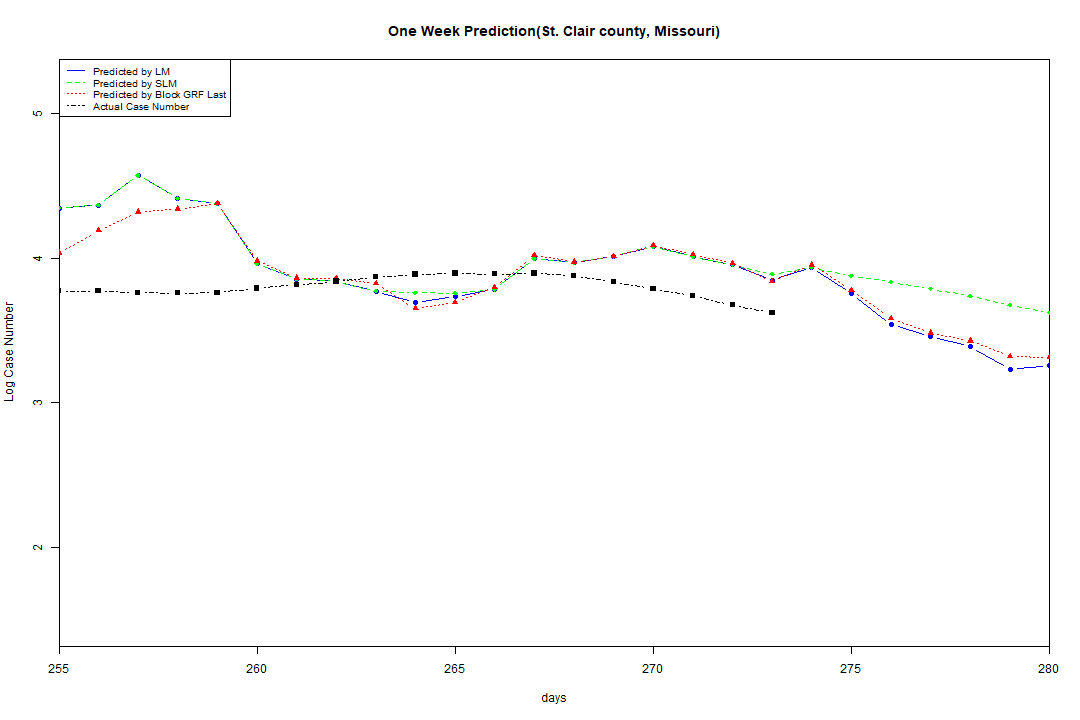 One Week Prediction(St. Clair county, Missouri)
Predicted by LM
Predicted by SLM
Predicted by Block GRF Last
Actual Case Number
5
4
3
2
Log Case Number
255 260 265 270 275 280
days